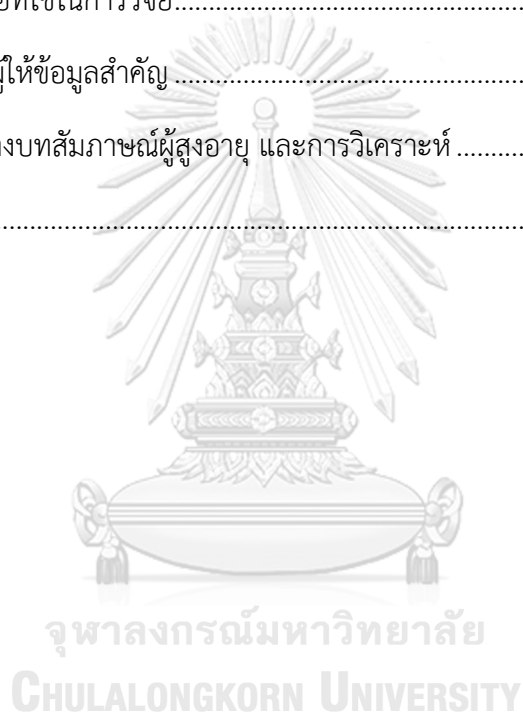 ที่ใช้ในการวิจัย....................................................
ผู้ให้ข้อมูลสำคัญ ....................................................
งบทสัมภาษณ์ผู้สูงอายุ และการวิเคราะห์ ..........
....................................................................................
จุฬาลงกรณ์มหาวิทยาลัย
CHULALONGKORN UNIVERSITY